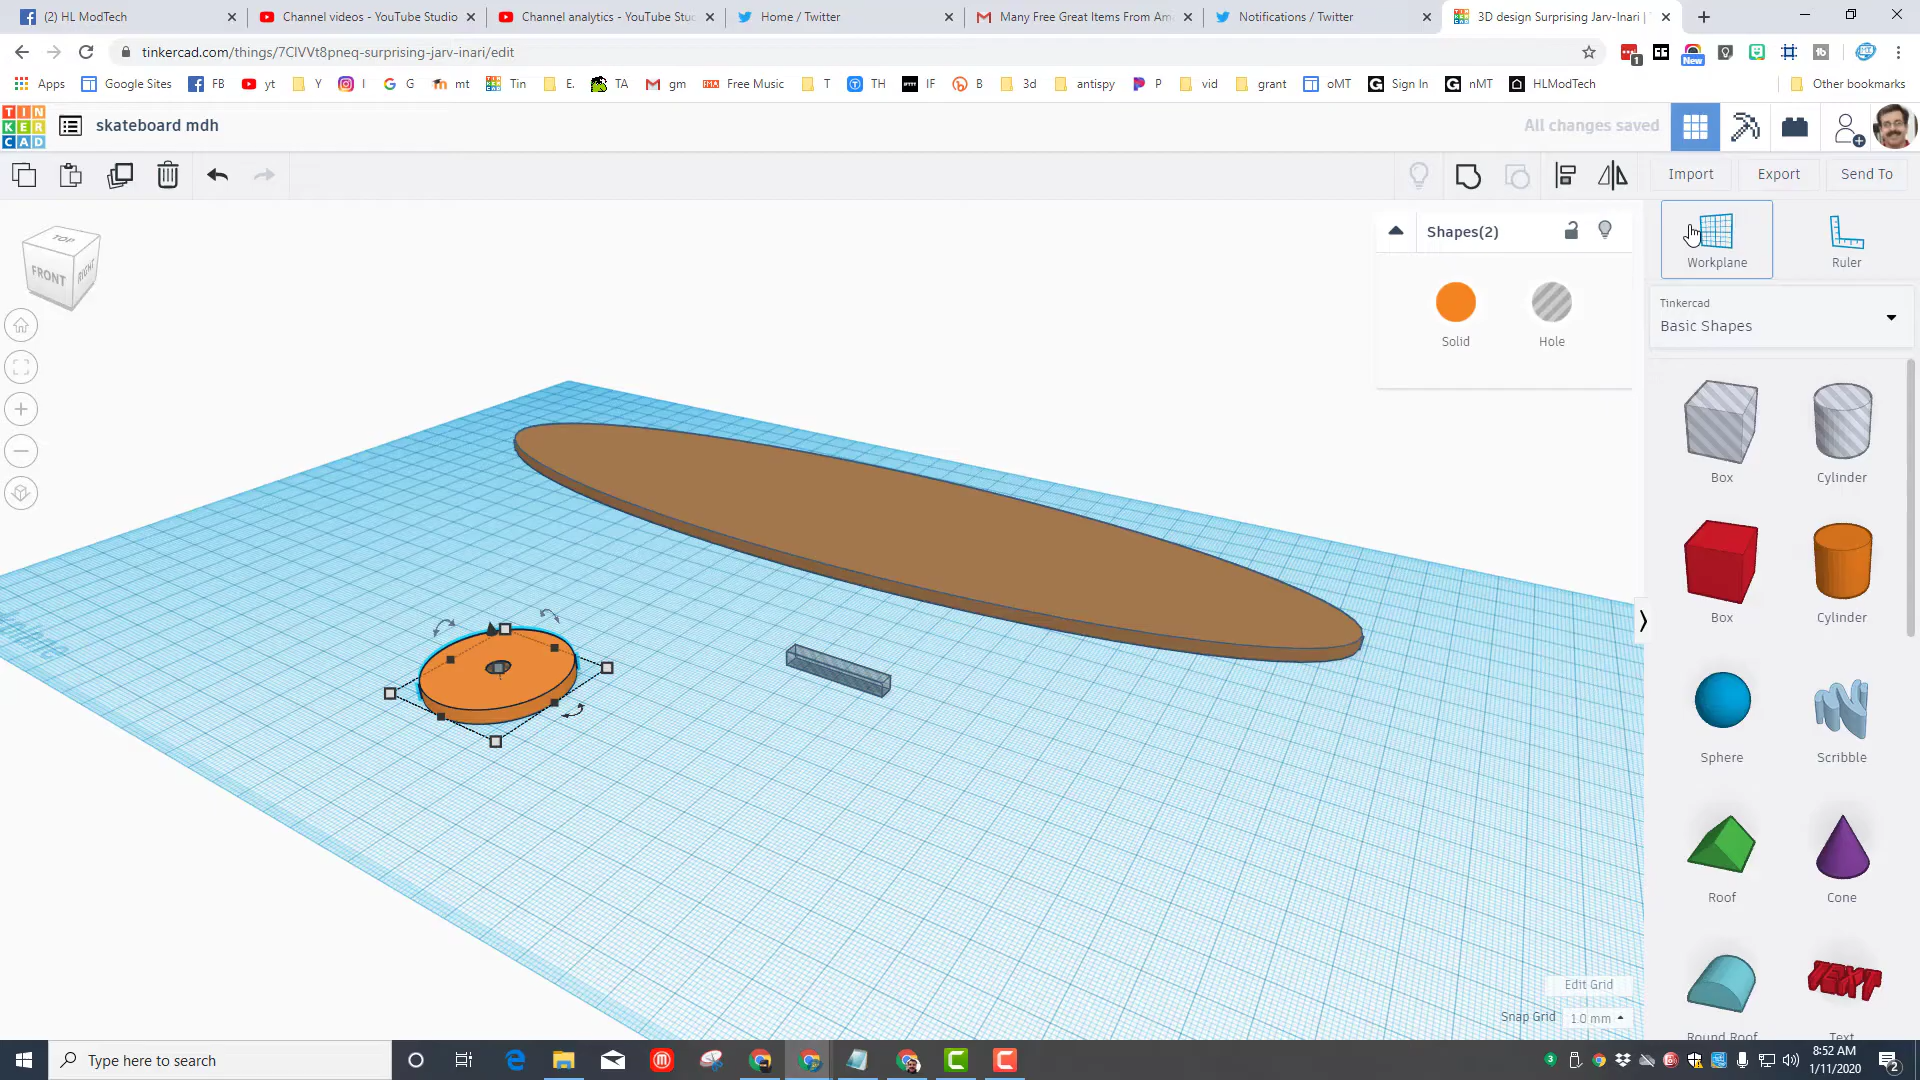 (2) HL ModTech
Channel videos - YouTube Studio
Channel analytics - YouTube Stu
Home / Twitter
Many Free Great Items From Am
Notifications / Twitter
3D design Surprising Jarv-Inari |
tinkercad.com/things/7ClVVt8pneq-surprising-jarv-inari/edit
1
New
Apps
Google Sites
FB
yt
Y
I
G
mt
Tin
E.
TA
gm
Free Music
T
TH
IF
B
3d
antispy
P
vid
grant
oMT
Sign In
nMT
HLModTech
Other bookmarks
TIN
KER
CAD
skateboard mdh
All changes saved
Import
Export
Send To
TOP
FRONT
RIGHT
Shapes(2)
Solid
Hole
Workplane
Ruler
Tinkercad
Basic Shapes
Box
Cylinder
Box
Cylinder
Sphere
Scribble
Roof
Cone
TEXT
Round Roof
Text
Edit Grid
Snap Grid
1.0 mm
Type here to search
8:52 AM
1/11/2020
2